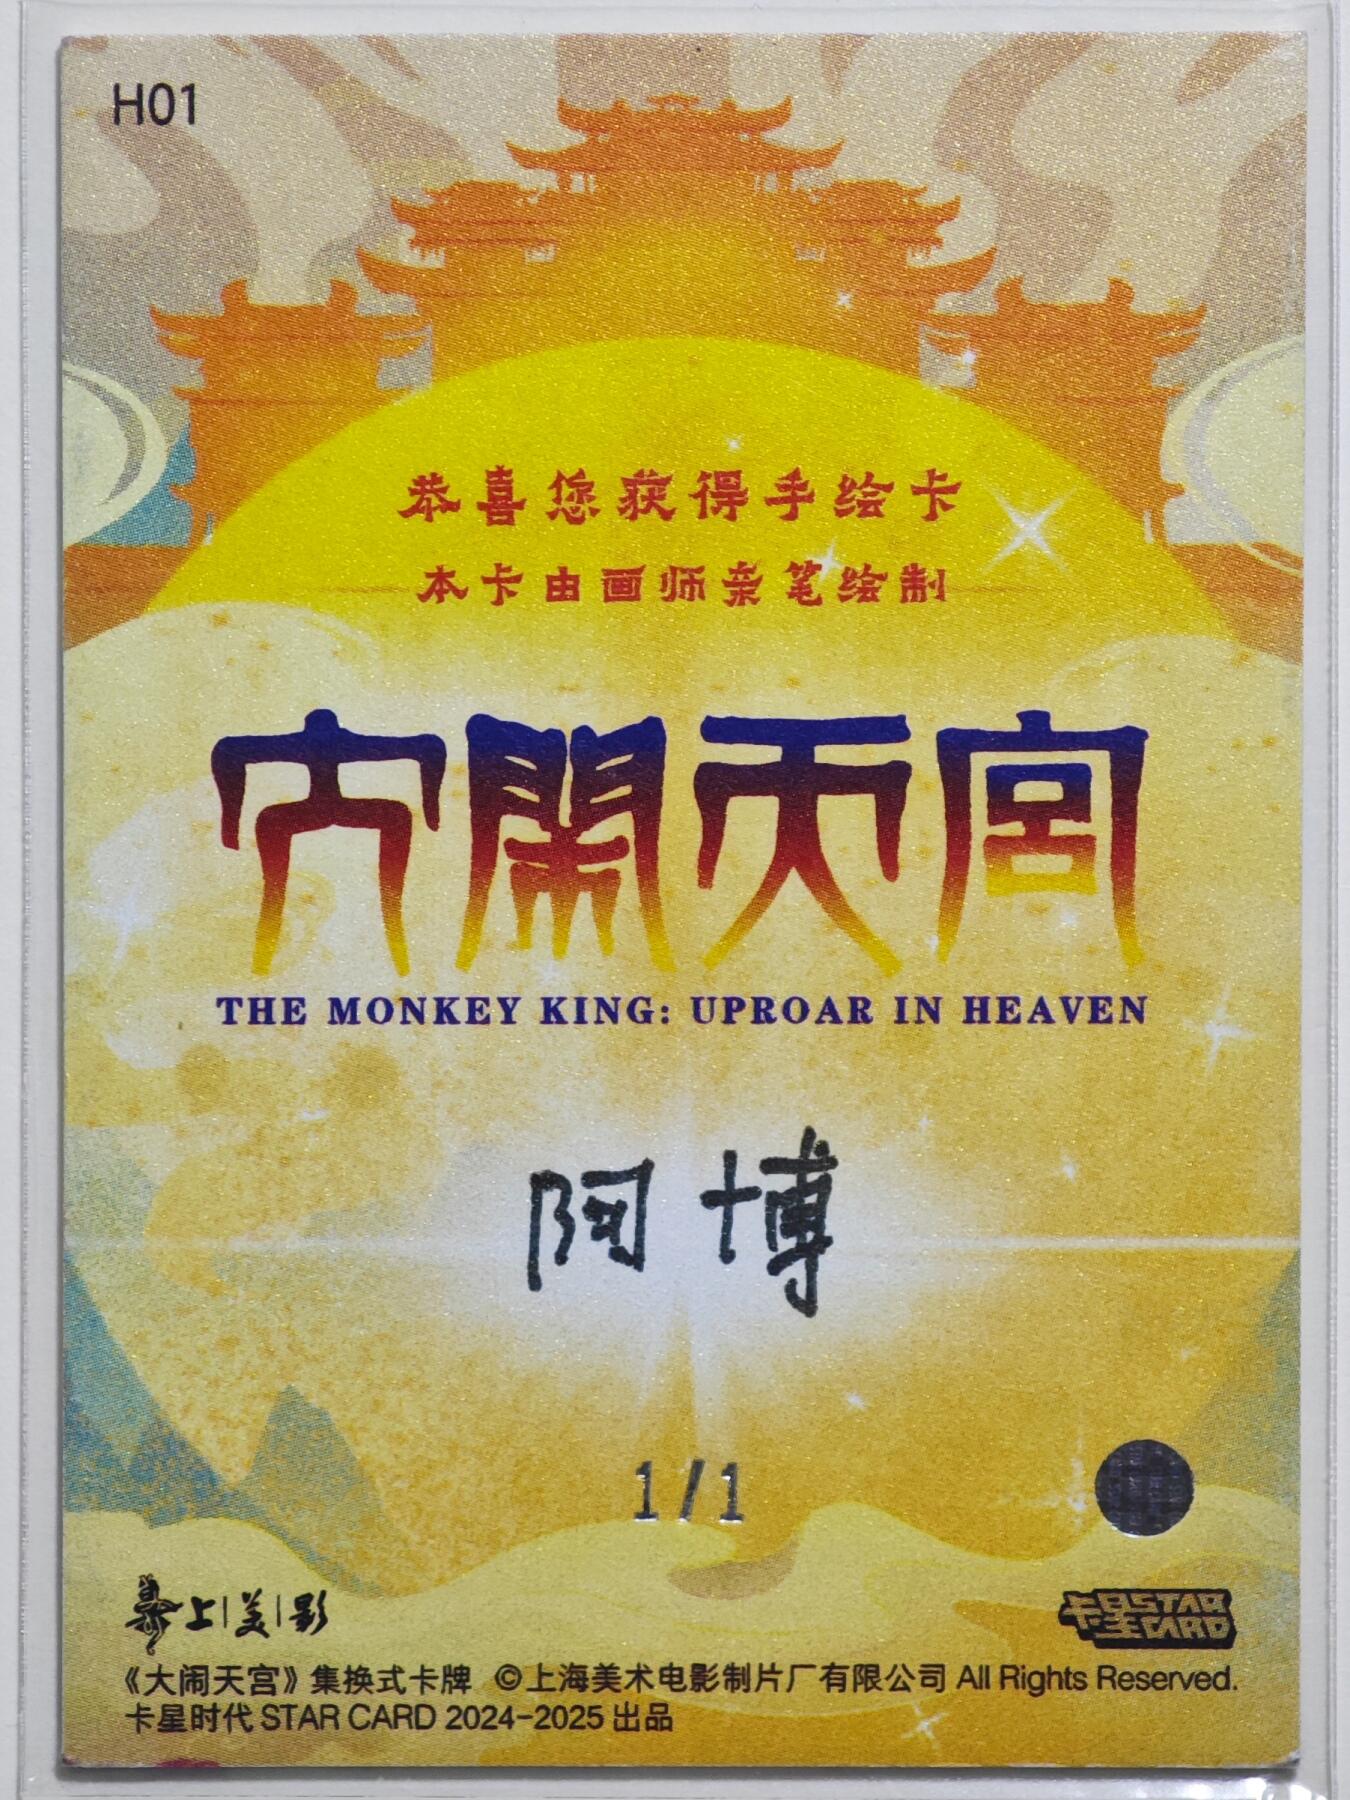 H01
恭喜您获得手绘卡
本卡由画师亲笔绘制
大闹天宫
THE MONKEY KING: UPROAR IN HEAVEN
阿博
1/1
上美影
卡星 STAR CARD
《大闹天宫》集换式卡牌 ©上海美术电影制片厂有限公司 All Rights Reserved.
卡星时代 STAR CARD 2024-2025 出品